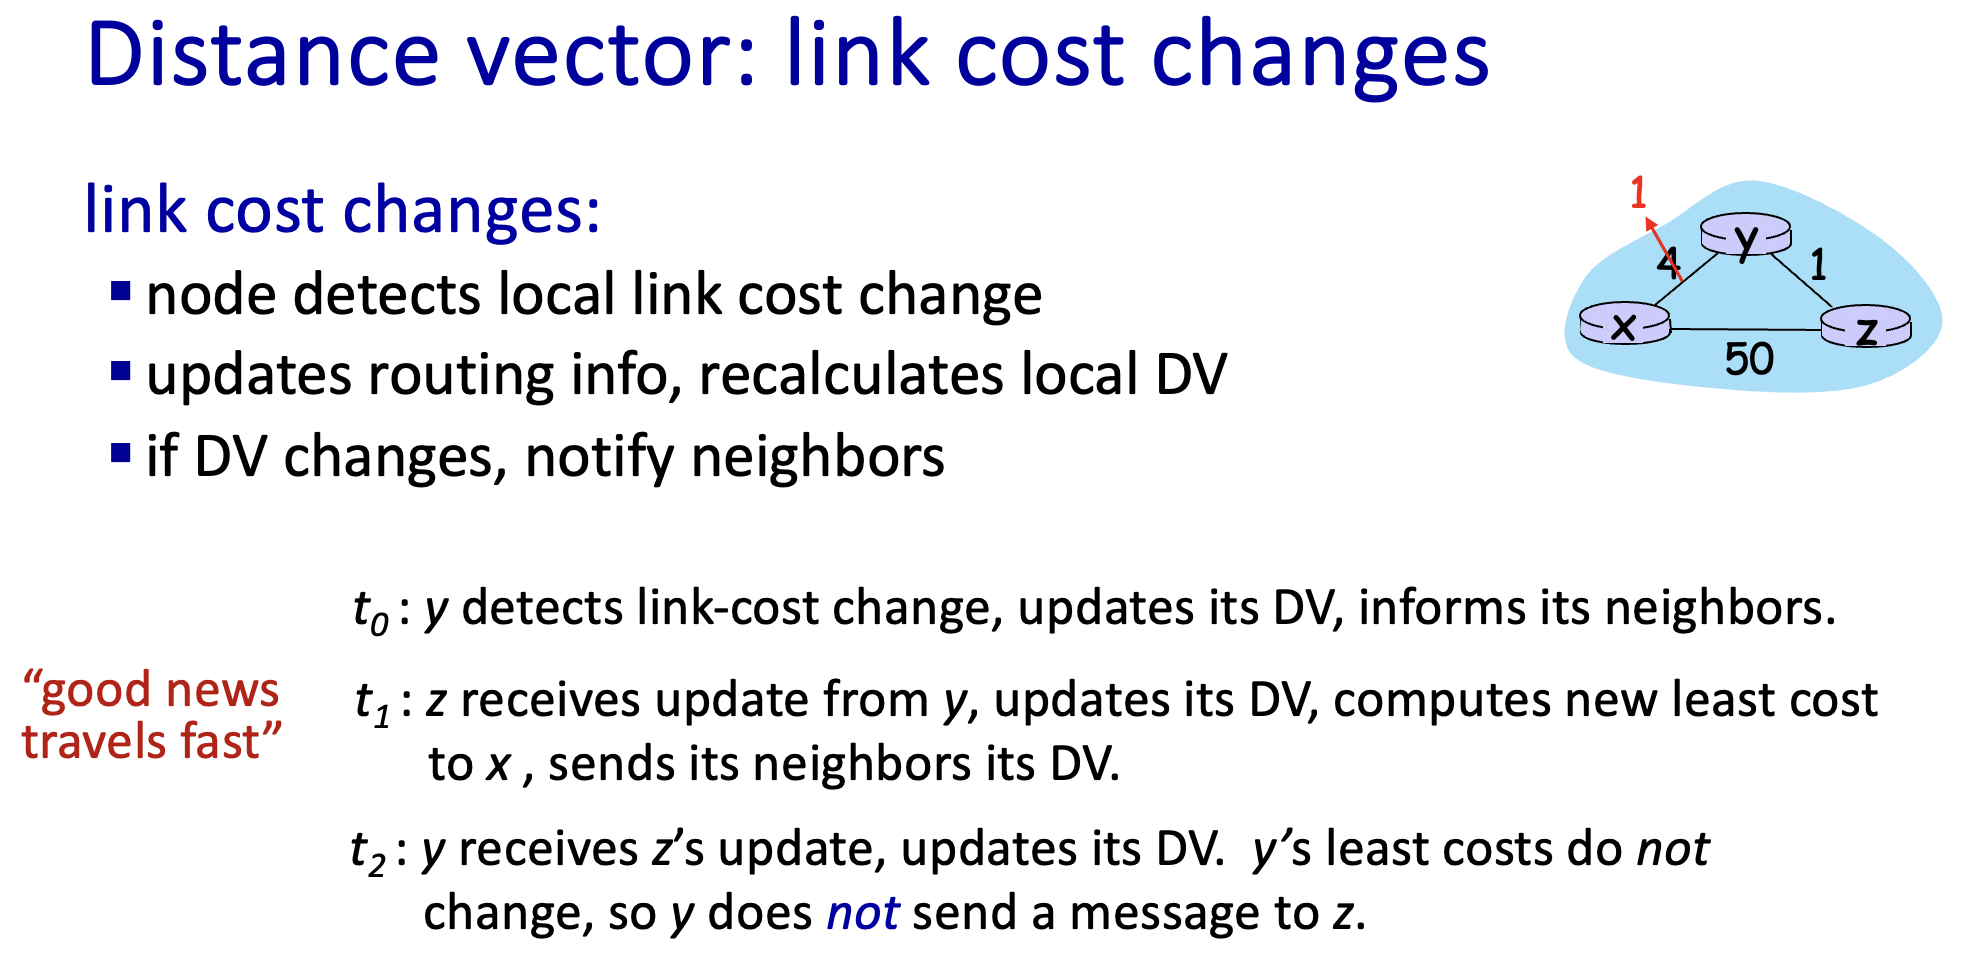 Distance vector: link cost changes
link cost changes:
▪ node detects local link cost change
▪ updates routing info, recalculates local DV
▪ if DV changes, notify neighbors
1
y
4
1
x
z
50
t0 : y detects link-cost change, updates its DV, informs its neighbors.
“good news
travels fast”
t1 : z receives update from y, updates its DV, computes new least cost
to x , sends its neighbors its DV.
t2 : y receives z’s update, updates its DV. y’s least costs do not
change, so y does not send a message to z.